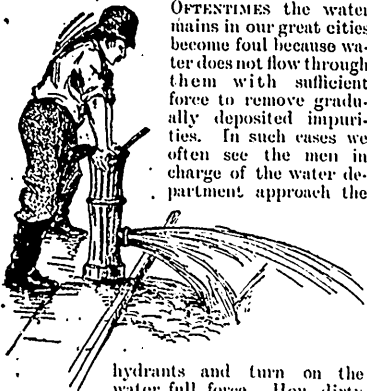 OFTENTIMES the water
mains in our great cities
become foul because wa-
ter does not flow through
them with sufficient
force to remove gradu-
ally deposited impuri-
ties. In such cases we
often see the men in
charge of the water de-
partment approach the
hydrants and turn on the
water full force. How dirty